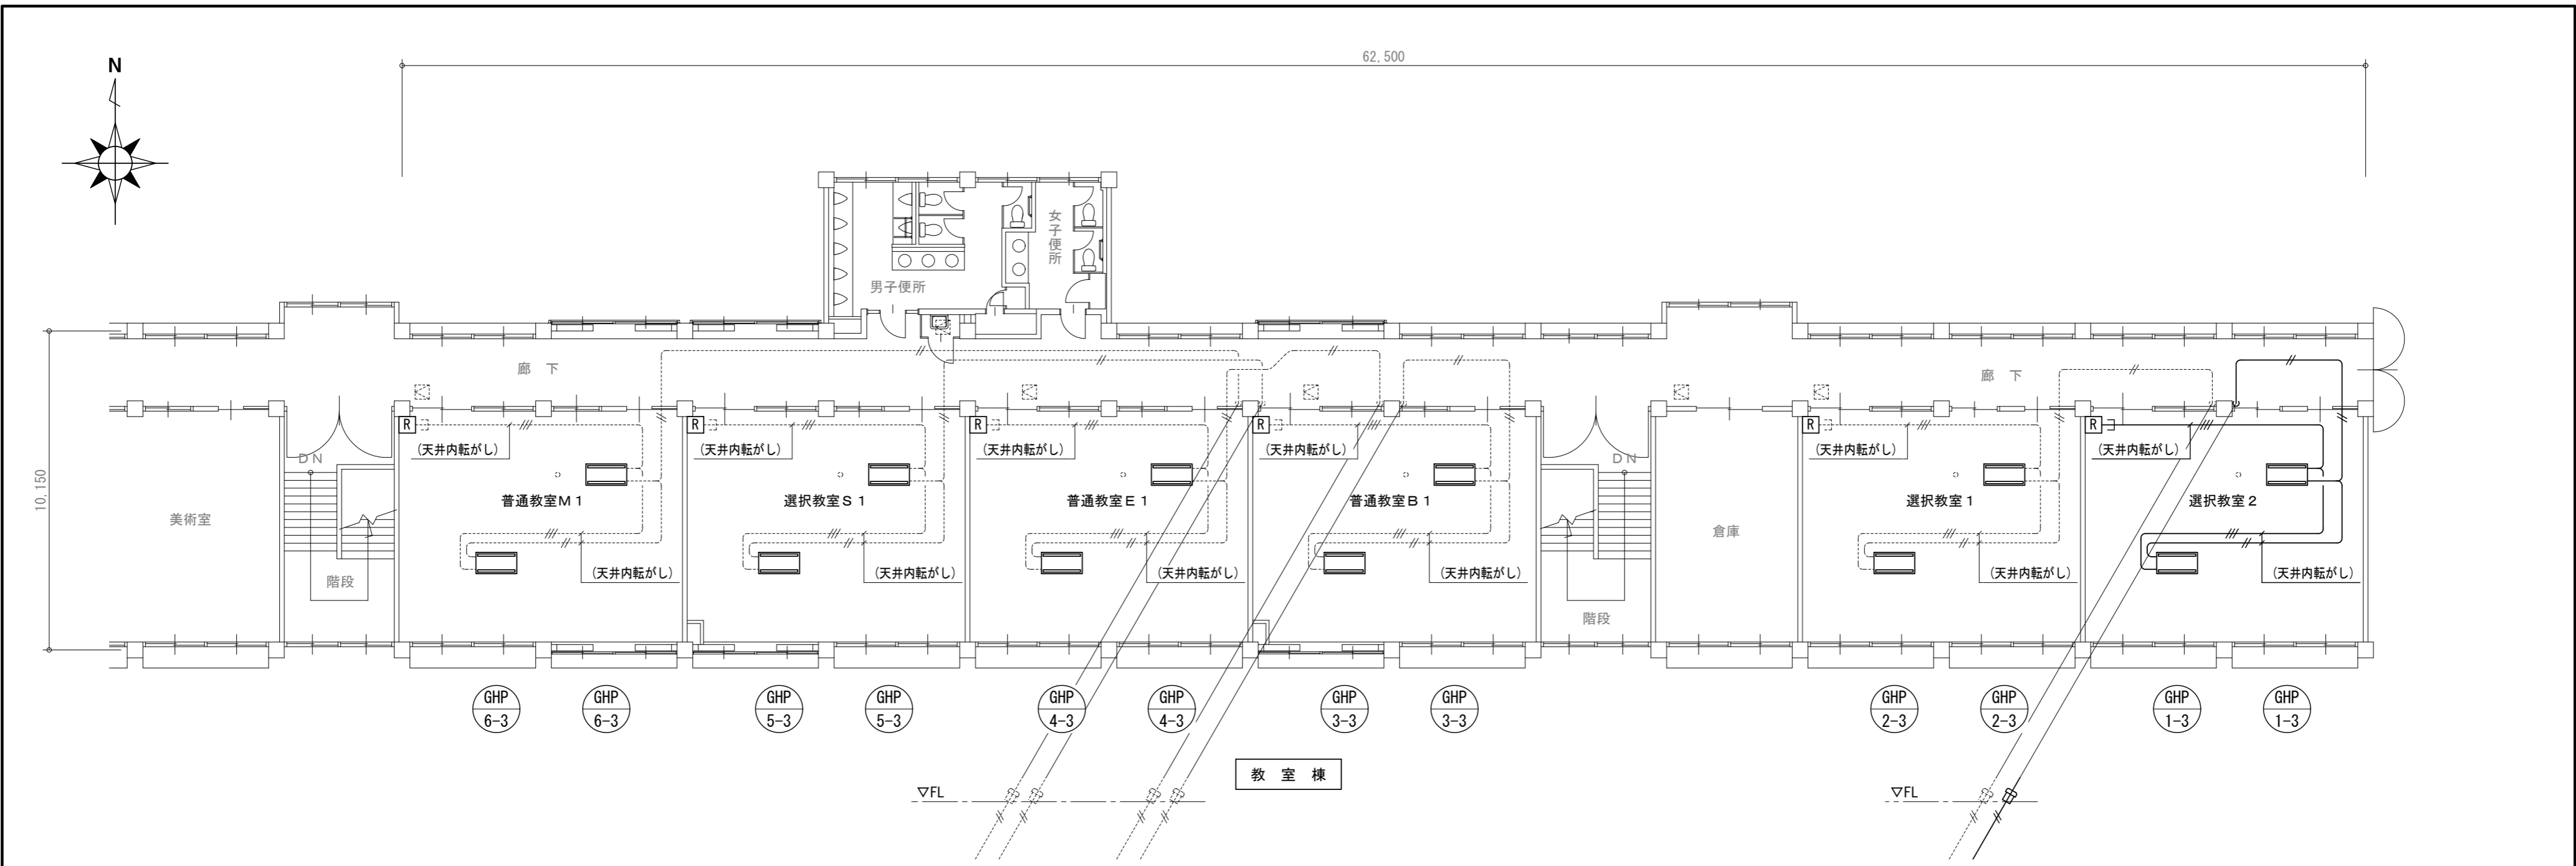 62,500
N
女子便所
男子便所
10,150
廊 下
廊 下
R
R
R
R
R
R
(天井内転がし)
(天井内転がし)
(天井内転がし)
(天井内転がし)
(天井内転がし)
(天井内転がし)
DN
DN
美術室
普通教室M1
選択教室S1
普通教室E1
普通教室B1
倉庫
選択教室1
選択教室2
階段
(天井内転がし)
(天井内転がし)
(天井内転がし)
(天井内転がし)
(天井内転がし)
(天井内転がし)
階段
GHP
6-3
GHP
6-3
GHP
5-3
GHP
5-3
GHP
4-3
GHP
4-3
GHP
3-3
GHP
3-3
GHP
2-3
GHP
2-3
GHP
1-3
GHP
1-3
教 室 棟
▽FL
▽FL